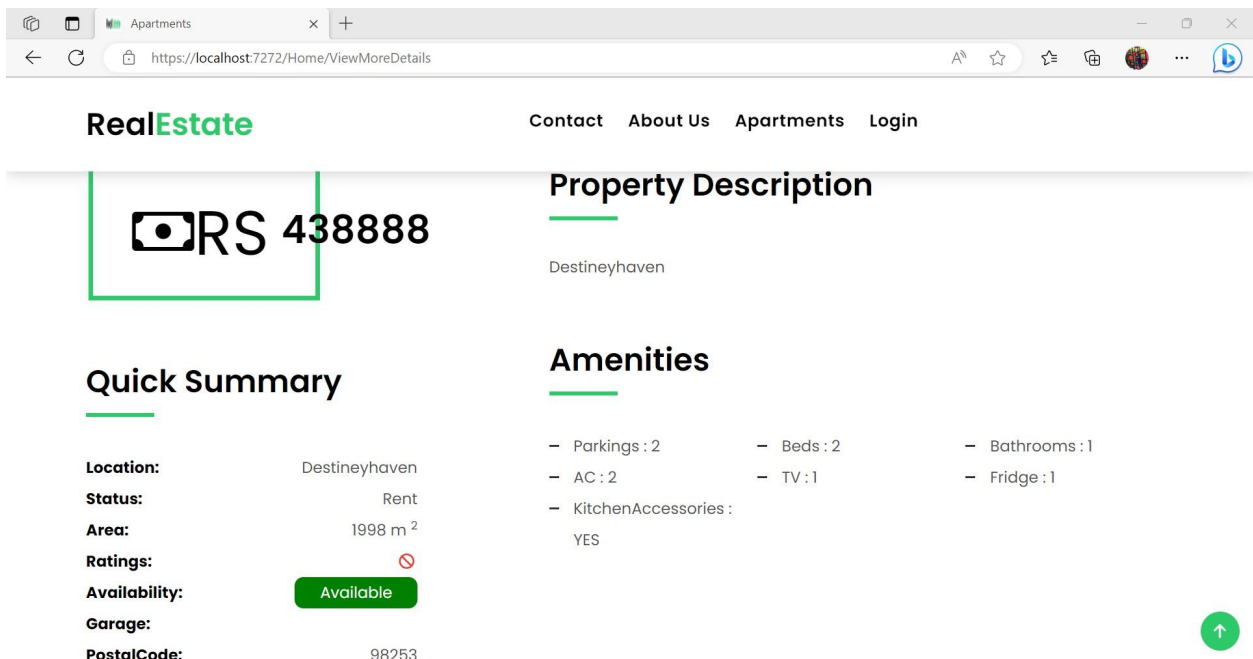 Apartments
https://localhost:7272/Home/ViewMoreDetails
RealEstate
Contact About Us Apartments Login
RS 438888
Quick Summary
Location: Destineyhaven
Status: Rent
Area: 1998 m 2
Ratings:
Availability: Available
Garage:
PostalCode: 98253
Property Description
Destineyhaven
Amenities
Parkings : 2 Beds : 2 Bathrooms : 1
AC : 2 TV : 1 Fridge : 1
KitchenAccessories :
YES